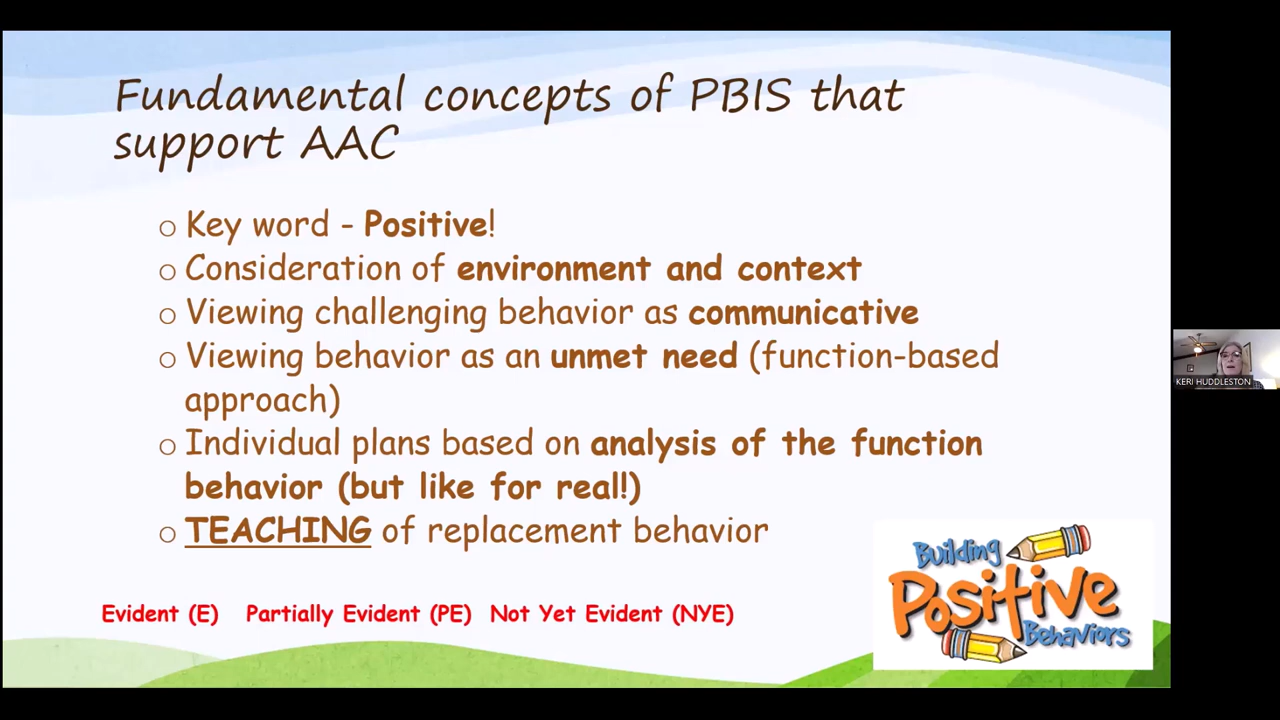 Fundamental concepts of PBIS that
support AAC
o Key word - Positive!
o Consideration of environment and context
o Viewing challenging behavior as communicative
o Viewing behavior as an unmet need (function-based
approach)
o Individual plans based on analysis of the function
behavior (but like for real!)
o TEACHING of replacement behavior
Evident (E) Partially Evident (PE) Not Yet Evident (NYE)
Building
Positive
Behaviors
KERI HUDDLESTON